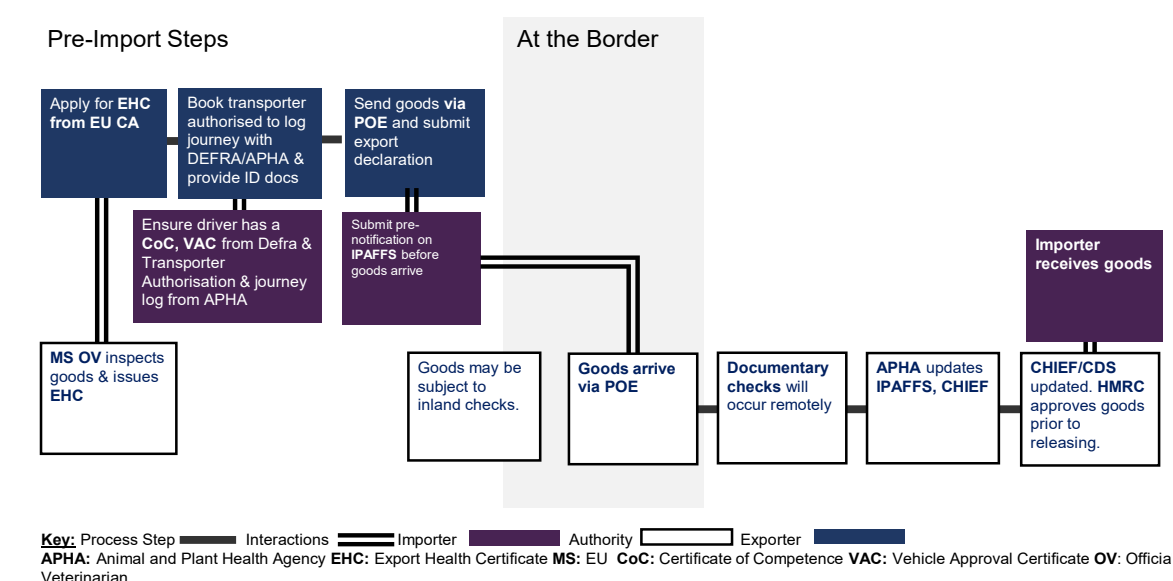 Pre-Import Steps
At the Border
Apply for EHC
from EU CA
Book transporter
authorised to log
journey with
DEFRA/APHA &
provide ID docs
Send goods via
POE and submit
export
declaration
Ensure driver has a
CoC, VAC from Defra &
Transporter
Authorisation & journey
log from APHA
Submit pre-
notification on
IPAFFS before
goods arrive
Importer
receives goods
MS OV inspects
goods & issues
EHC
Goods may be
subject to
inland checks.
Goods arrive
via POE
Documentary
checks will
occur remotely
APHA updates
IPAFFS, CHIEF
CHIEF/CDS
updated. HMRC
approves goods
prior to
releasing.
Key: Process Step Interactions Importer Authority Exporter
APHA: Animal and Plant Health Agency EHC: Export Health Certificate MS: EU CoC: Certificate of Competence VAC: Vehicle Approval Certificate OV: Officia
Veterinarian